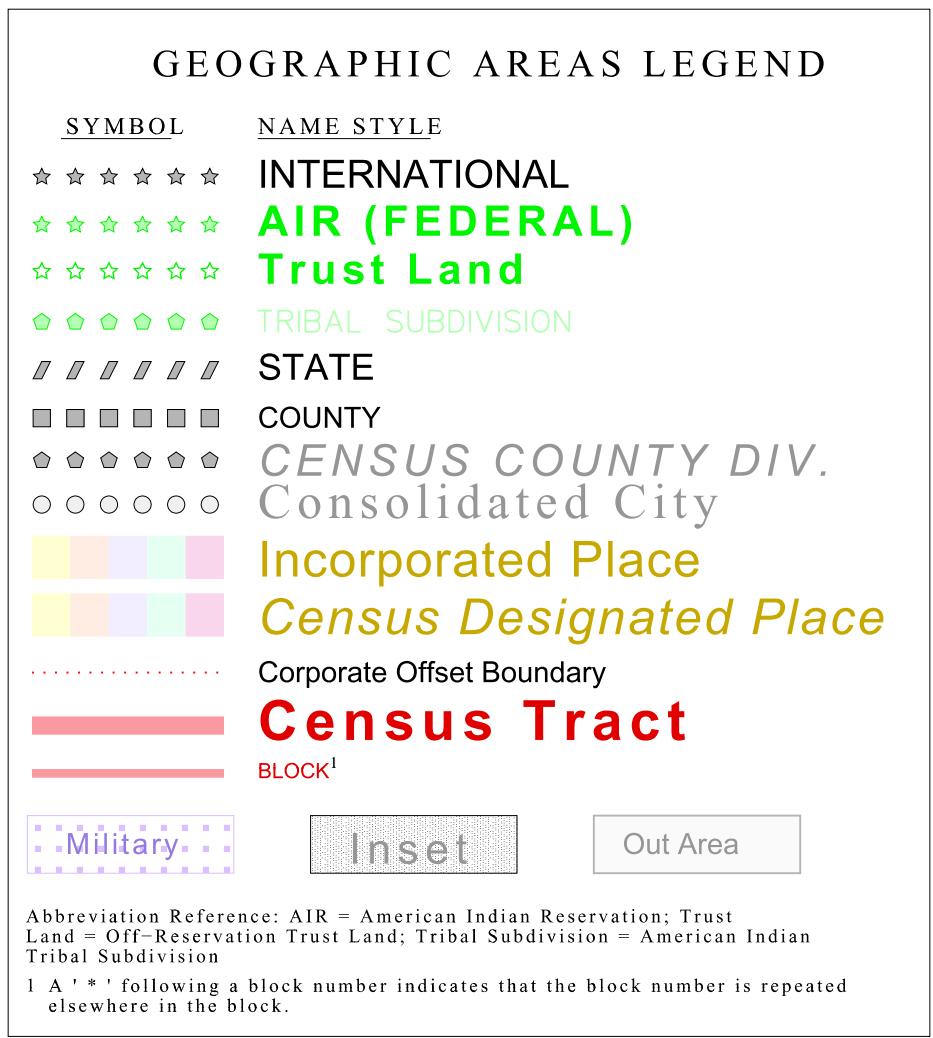 GEOGRAPHIC AREAS LEGEND
SYMBOL NAME STYLE
INTERNATIONAL
AIR (FEDERAL)
Trust Land
TRIBAL SUBDIVISION
STATE
COUNTY
CENSUS COUNTY DIV.
Consolidated City
Incorporated Place
Census Designated Place
Corporate Offset Boundary
Census Tract
BLOCK¹
Military Inset Out Area
Abbreviation Reference: AIR = American Indian Reservation; Trust
Land = Off−Reservation Trust Land; Tribal Subdivision = American Indian
Tribal Subdivision
1 A ' * ' following a block number indicates that the block number is repeated
elsewhere in the block.